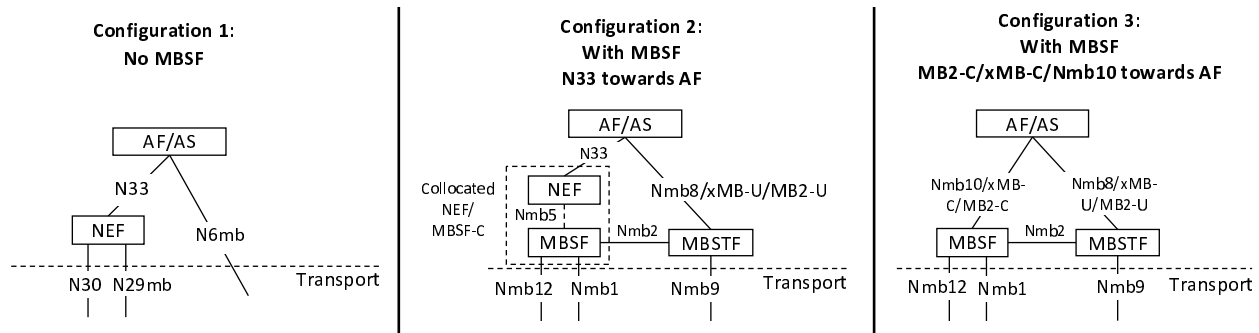 Configuration 1:
No MBSF
AF/AS
N33
NEF
N6mb
Transport
N30
N29mb
Configuration 2:
With MBSF
N33 towards AF
AF/AS
N33
Collocated
NEF/
MBSF-C
NEF
Nmb8/xMB-U/MB2-U
Nmb5
MBSF
Nmb2
MBSTF
Transport
Nmb12
Nmb1
Nmb9
Configuration 3:
With MBSF
MB2-C/xMB-C/Nmb10 towards AF
AF/AS
Nmb10/xMB-
C/MB2-C
Nmb8/xMB-
U/MB2-U
MBSF
Nmb2
MBSTF
Transport
Nmb12
Nmb1
Nmb9